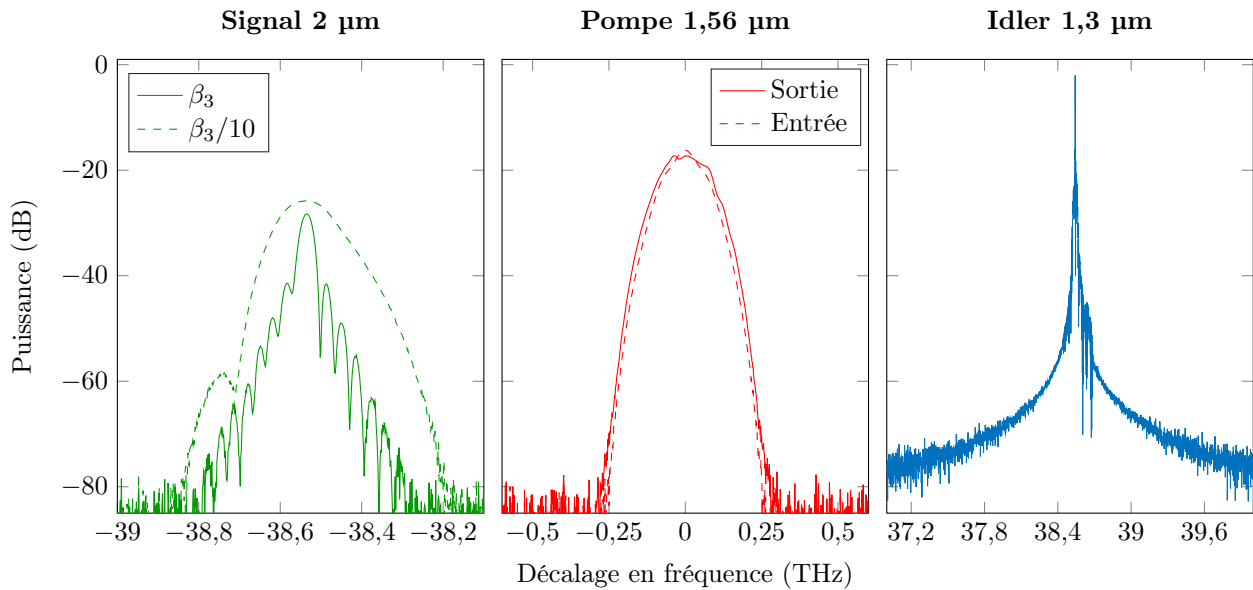 Signal 2 µm
Pompe 1,56 µm
Idler 1,3 µm
Puissance (dB)
0
−20
−40
−60
−80
β₃
β₃/10
Sortie
Entrée
−39 −38,8 −38,6 −38,4 −38,2
−0,5 −0,25 0 0,25 0,5
37,2 37,8 38,4 39 39,6
Décalage en fréquence (THz)